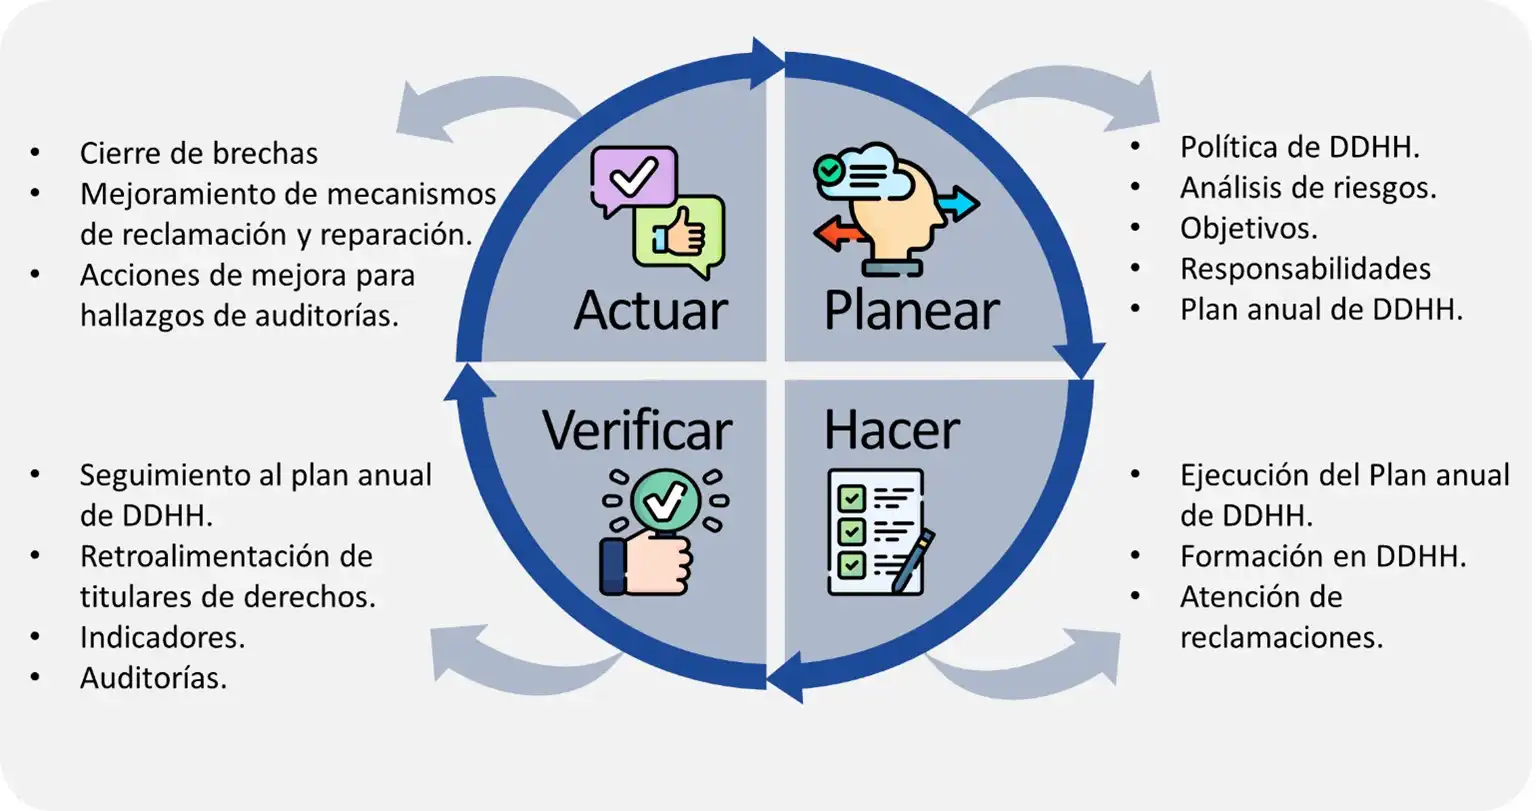 • Cierre de brechas
• Mejoramiento de mecanismos
de reclamación y reparación.
• Acciones de mejora para
hallazgos de auditorías.
Actuar
Planear
• Política de DDHH.
• Análisis de riesgos.
• Objetivos.
• Responsabilidades
• Plan anual de DDHH.
• Seguimiento al plan anual
de DDHH.
• Retroalimentación de
titulares de derechos.
• Indicadores.
• Auditorías.
Verificar
Hacer
• Ejecución del Plan anual
de DDHH.
• Formación en DDHH.
• Atención de
reclamaciones.